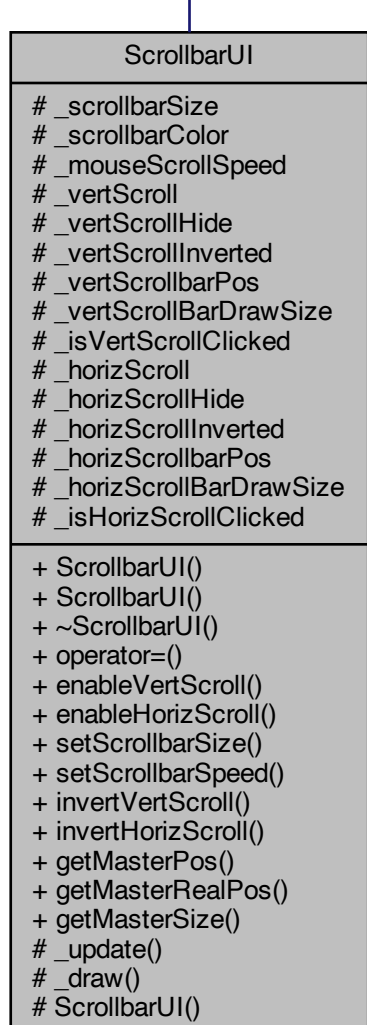 ScrollbarUI
# _scrollbarSize
# _scrollbarColor
# _mouseScrollSpeed
# _vertScroll
# _vertScrollHide
# _vertScrollInverted
# _vertScrollbarPos
# _vertScrollBarDrawSize
# _isVertScrollClicked
# _horizScroll
# _horizScrollHide
# _horizScrollInverted
# _horizScrollbarPos
# _horizScrollBarDrawSize
# _isHorizScrollClicked
+ ScrollbarUI()
+ ScrollbarUI()
+ ~ScrollbarUI()
+ operator=()
+ enableVertScroll()
+ enableHorizScroll()
+ setScrollbarSize()
+ setScrollbarSpeed()
+ invertVertScroll()
+ invertHorizScroll()
+ getMasterPos()
+ getMasterRealPos()
+ getMasterSize()
# _update()
# _draw()
# ScrollbarUI()